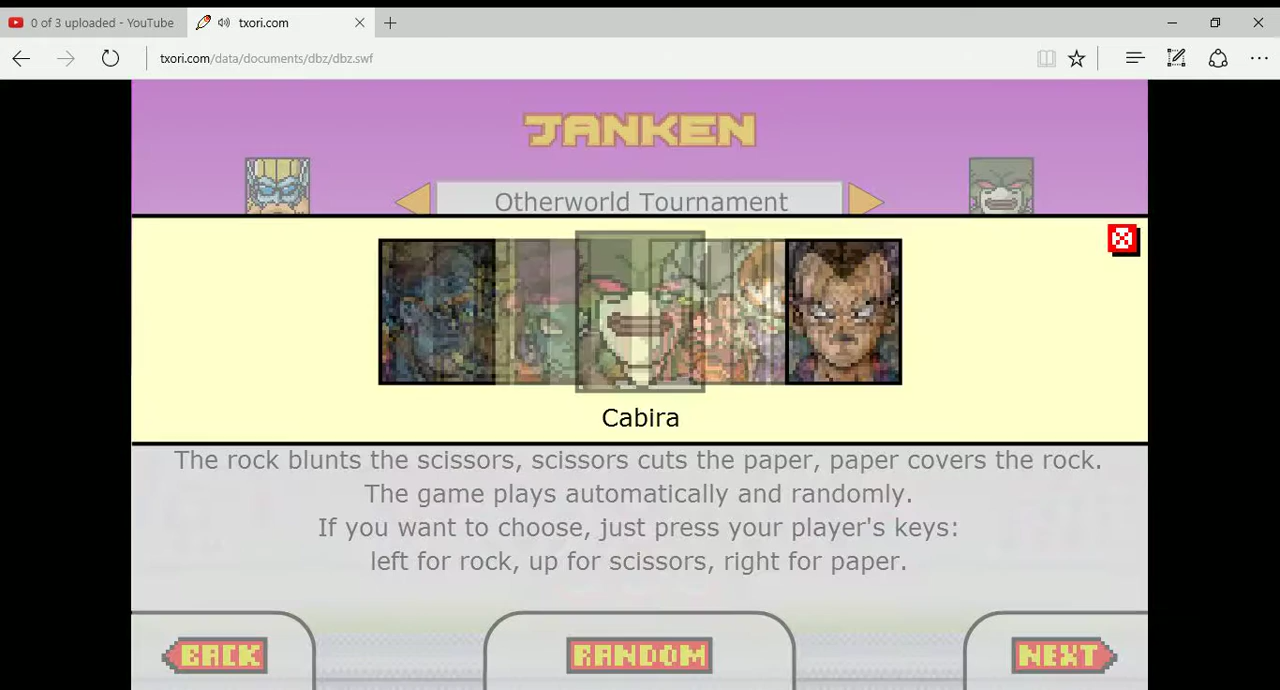 0 of 3 uploaded - YouTube
txori.com
txori.com/data/documents/dbz/dbz.swf
JANKEN
Otherworld Tournament
Cabira
The rock blunts the scissors, scissors cuts the paper, paper covers the rock.
The game plays automatically and randomly.
If you want to choose, just press your player's keys:
left for rock, up for scissors, right for paper.
BACK
RANDOM
NEXT